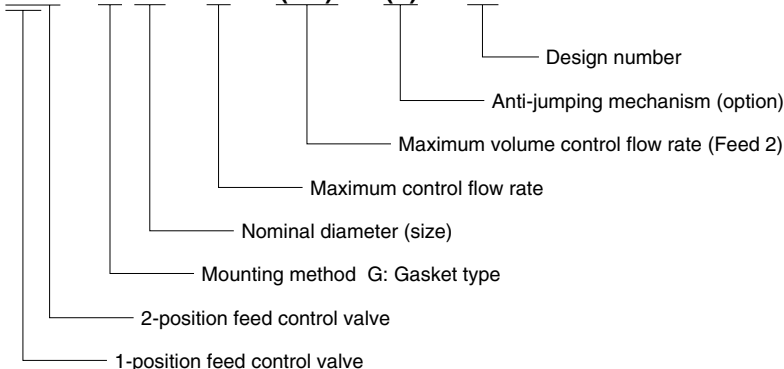 Design number
Anti-jumping mechanism (option)
Maximum volume control flow rate (Feed 2)
Maximum control flow rate
Nominal diameter (size)
Mounting method G: Gasket type
2-position feed control valve
1-position feed control valve